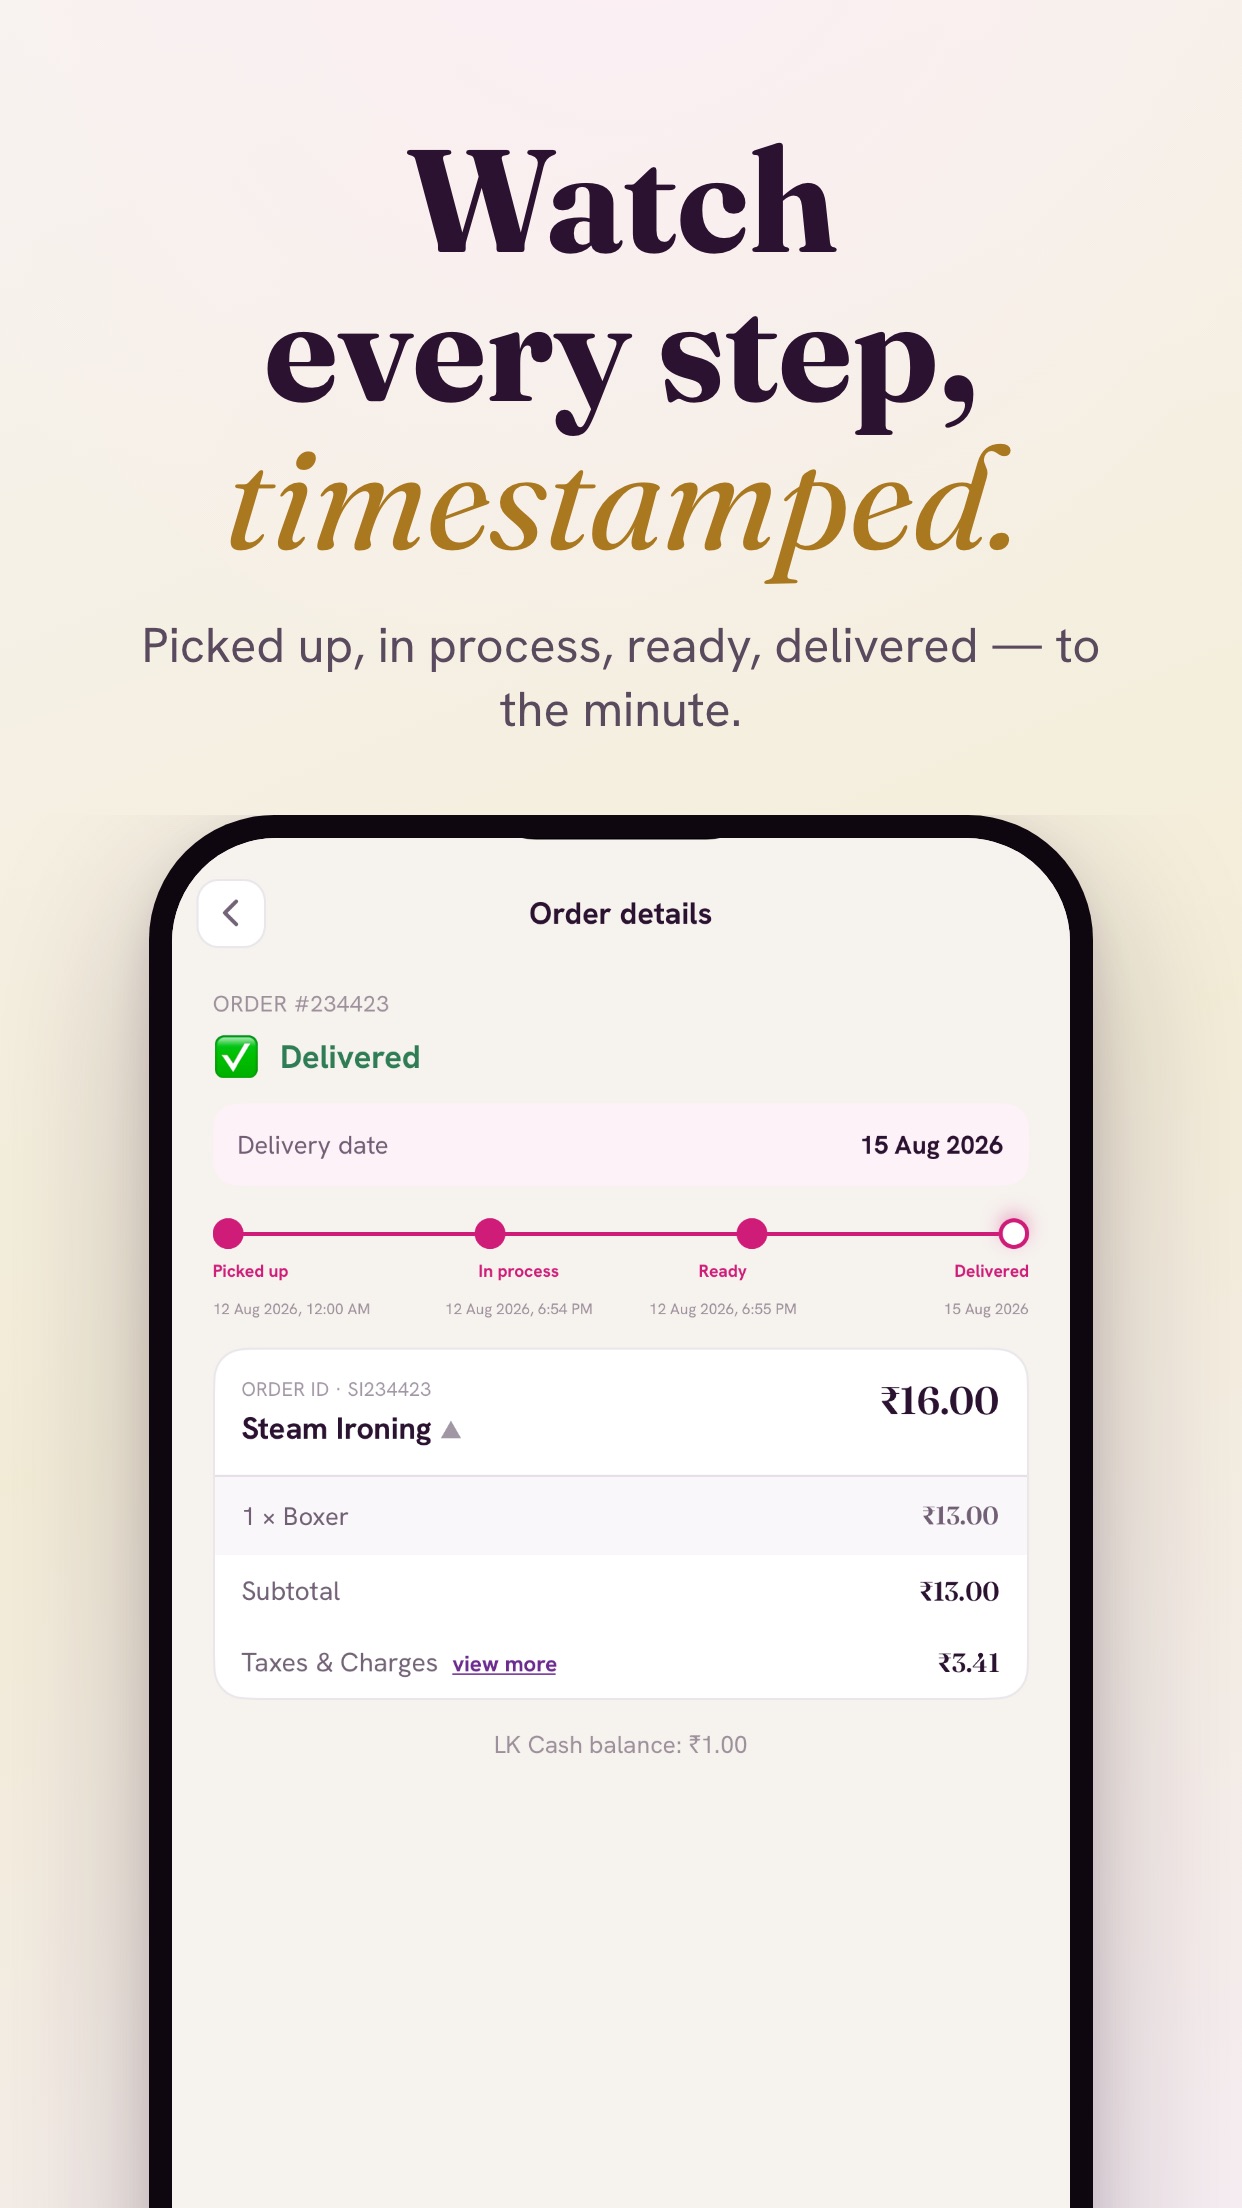 Watch
every step,
timestamped.
Picked up, in process, ready, delivered — to
the minute.
Order details
ORDER #234423
✅ Delivered
Delivery date 15 Aug 2026
Picked up In process Ready Delivered
12 Aug 2026, 12:00 AM 12 Aug 2026, 6:54 PM 12 Aug 2026, 6:55 PM 15 Aug 2026
ORDER ID · SI234423
₹16.00
Steam Ironing ▲
1 × Boxer ₹13.00
Subtotal ₹13.00
Taxes & Charges view more ₹3.41
LK Cash balance: ₹1.00